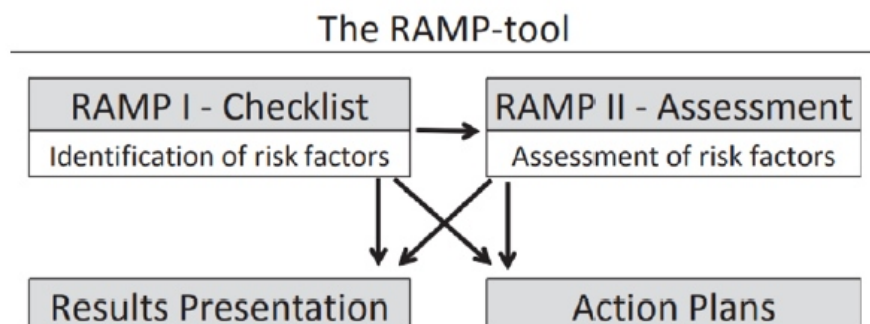 The RAMP-tool
RAMP I - Checklist
Identification of risk factors
RAMP II - Assessment
Assessment of risk factors
Results Presentation
Action Plans